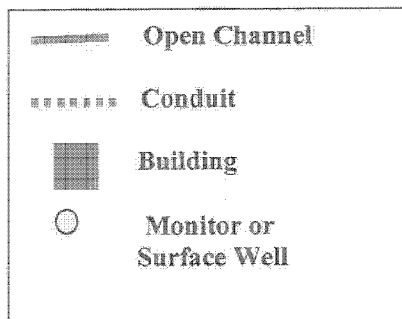 Open Channel
Conduit
Building
Monitor or
Surface Well